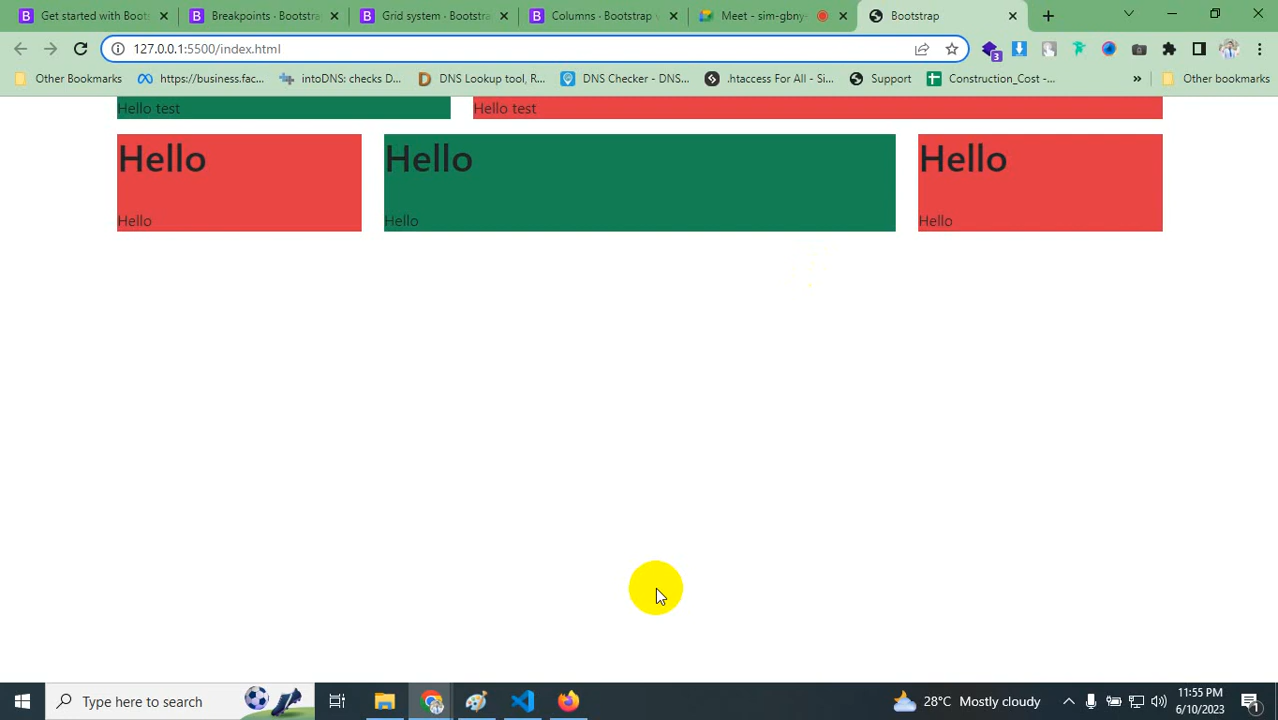 Get started with Boots
Breakpoints · Bootstra
Grid system · Bootstra
Columns · Bootstrap v
Meet - sim-gbny-
Bootstrap
127.0.0.1:5500/index.html
3
Other Bookmarks
https://business.fac...
intoDNS: checks D...
DNS Lookup tool, R...
DNS Checker - DNS...
.htaccess For All - Si...
Support
Construction_Cost -...
»
Other bookmarks
Hello test
Hello test
Hello
Hello
Hello
Hello
Hello
Hello
Type here to search
28°C Mostly cloudy
11:55 PM
6/10/2023
1